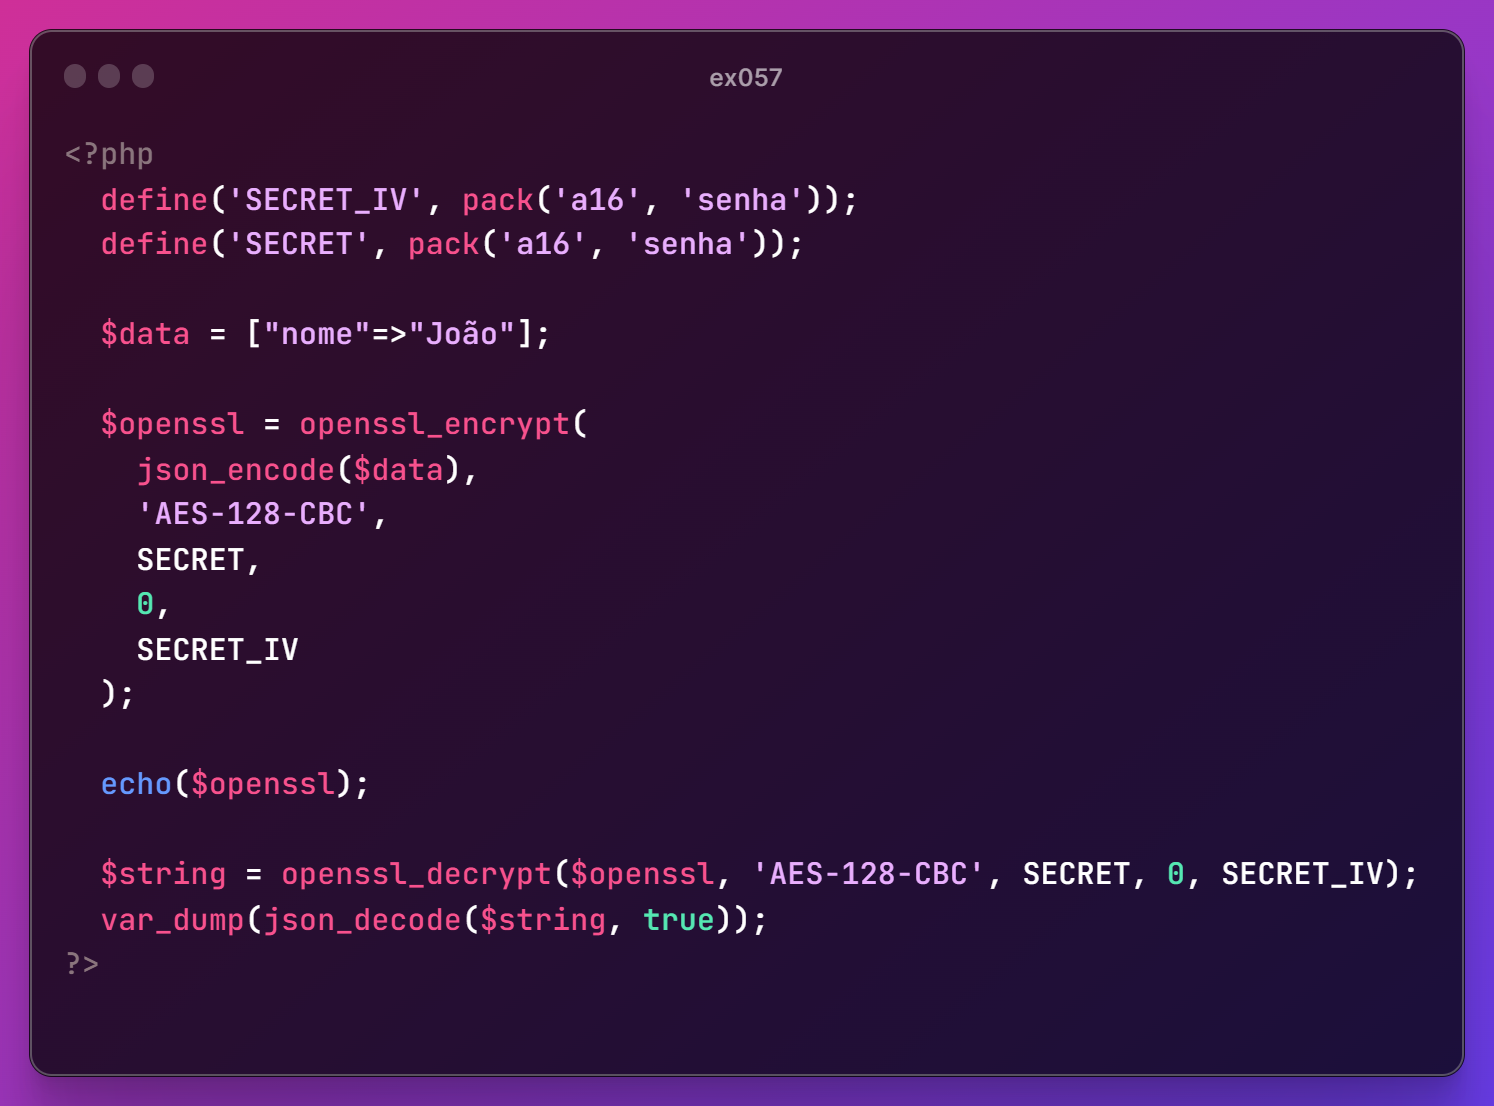 ex057
<?php
  define('SECRET_IV', pack('a16', 'senha'));
  define('SECRET', pack('a16', 'senha'));
  $data = ["nome"=>"João"];
  $openssl = openssl_encrypt(
    json_encode($data),
    'AES-128-CBC',
    SECRET,
    0,
    SECRET_IV
  );
  echo($openssl);
  $string = openssl_decrypt($openssl, 'AES-128-CBC', SECRET, 0, SECRET_IV);
  var_dump(json_decode($string, true));
?>